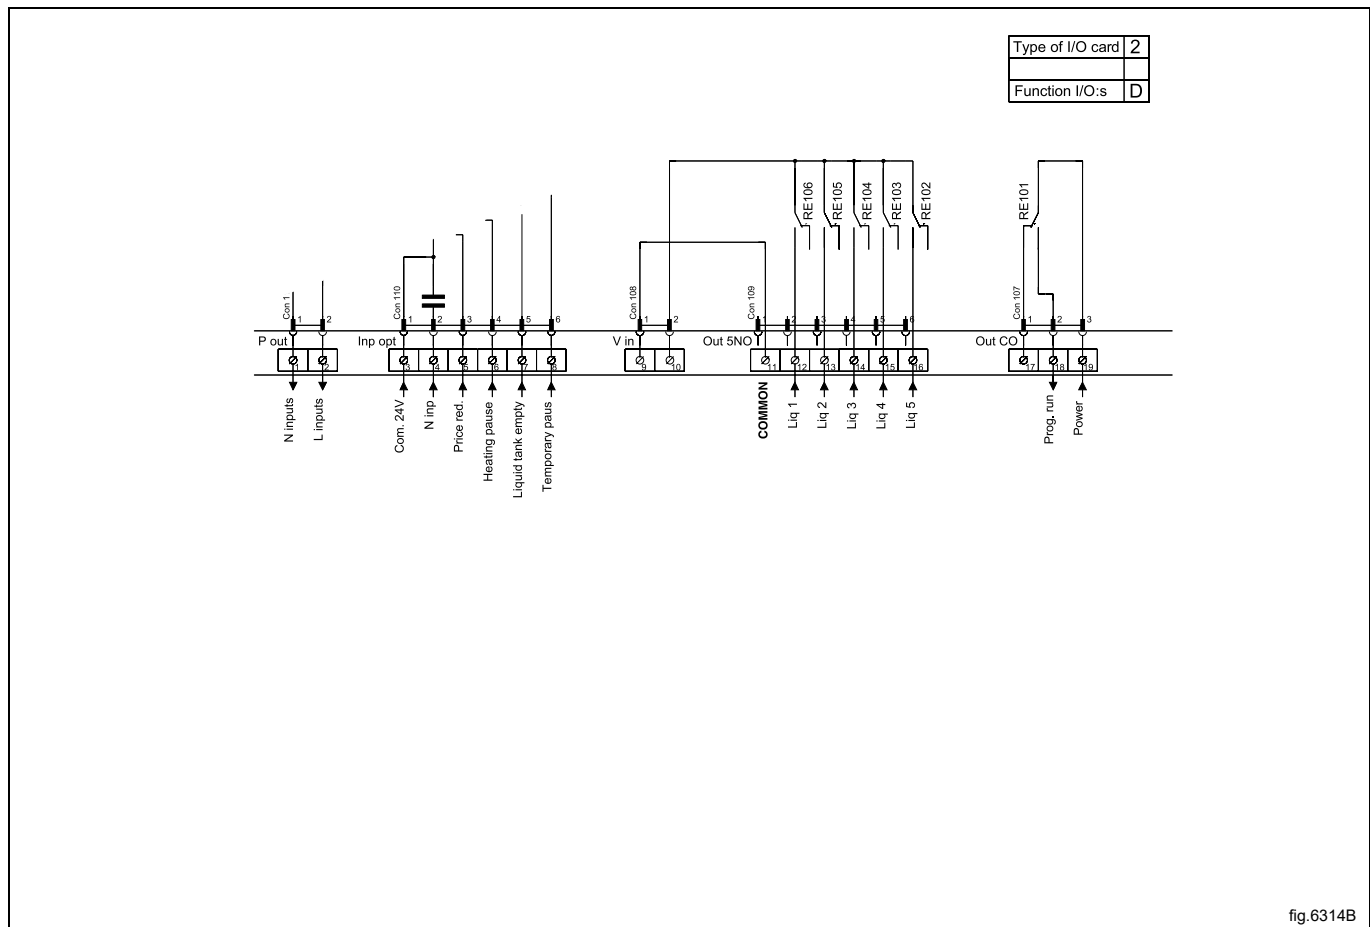 Type of I/O card 2
Function I/O:s D
RE106
RE105
RE104
RE103
RE102
RE101
Con 1
1
2
Con 110
1
2
3
4
5
6
Con 108
1
2
Con 109
1
2
3
4
5
6
Con 107
1
2
3
P out
Inp opt
V in
Out 5NO
Out CO
1
2
3
4
5
6
7
8
9
10
11
12
13
14
15
16
17
18
19
N inputs
L inputs
Com. 24V
N inp
Price red.
Heating pause
Liquid tank empty
Temporary paus
COMMON
Liq 1
Liq 2
Liq 3
Liq 4
Liq 5
Prog. run
Power
fig.6314B